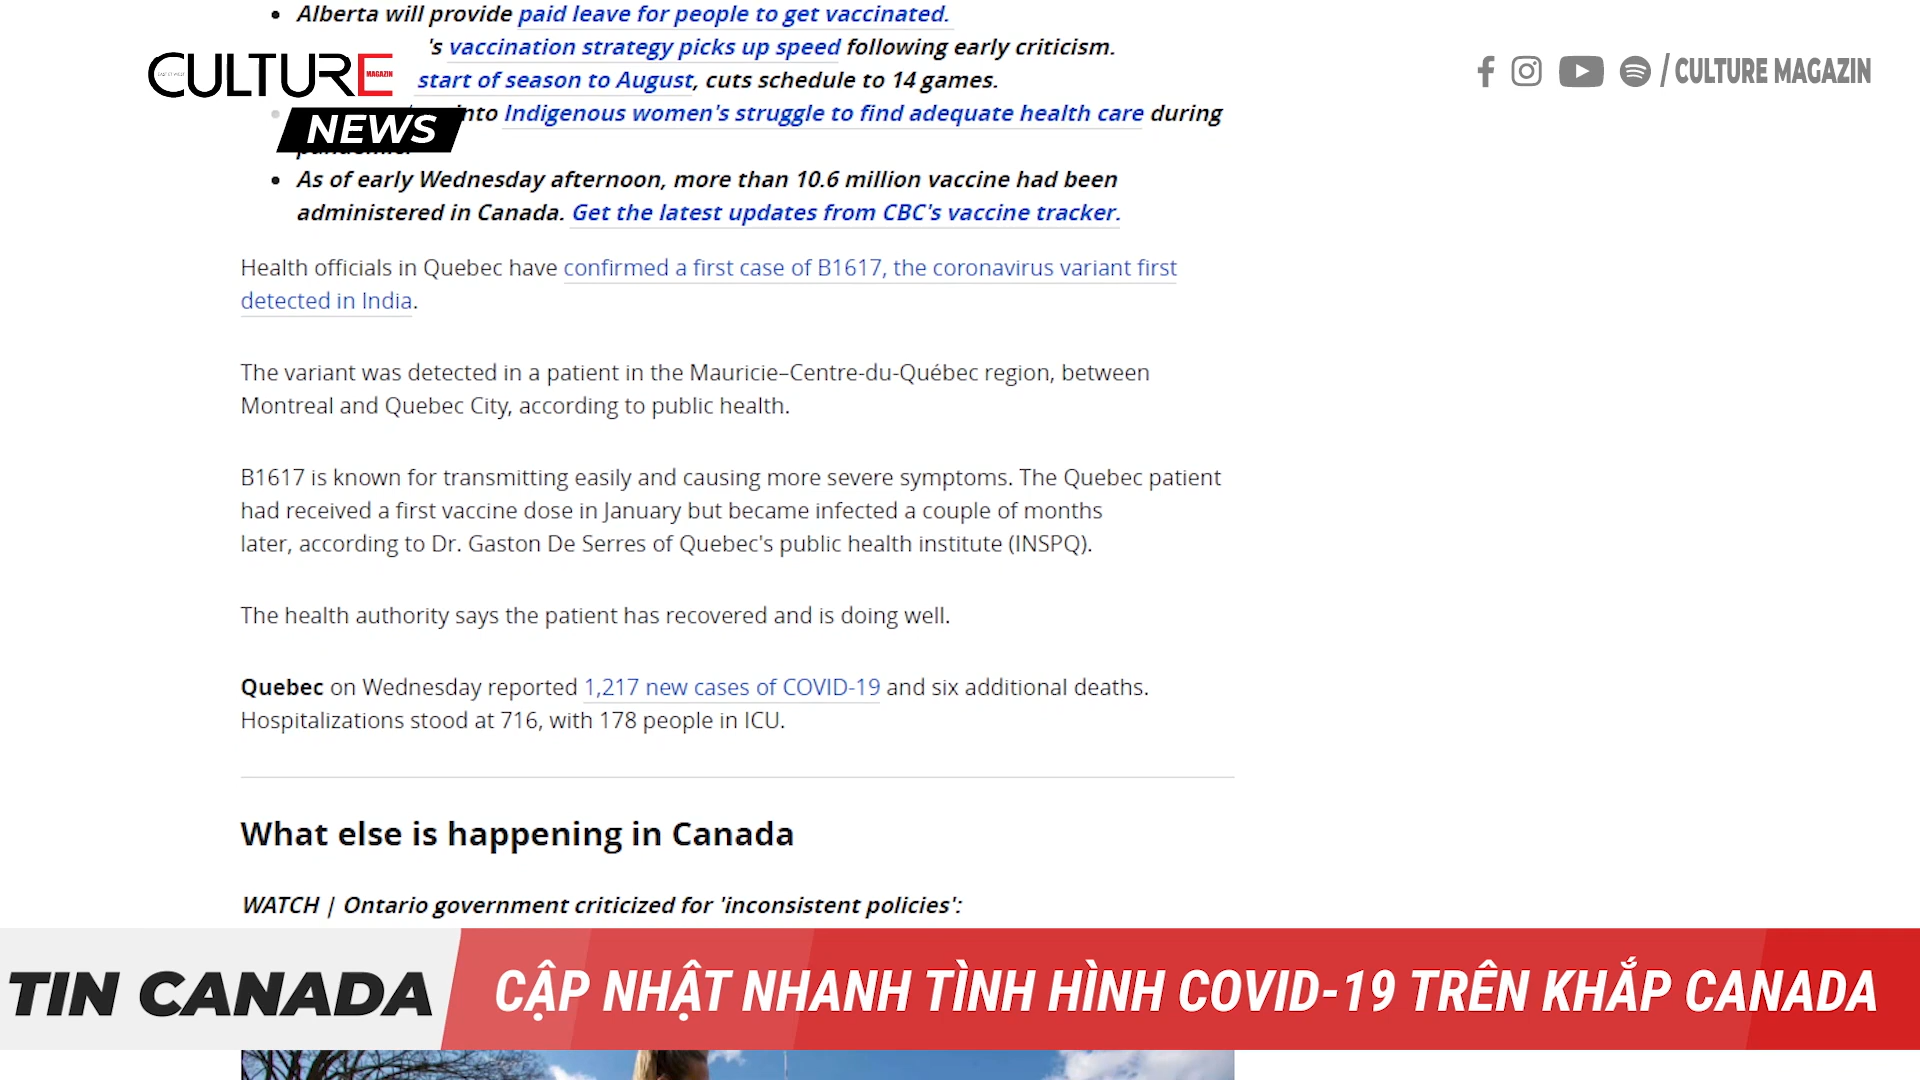 Alberta will provide paid leave for people to get vaccinated.
's vaccination strategy picks up speed following early criticism.
start of season to August, cuts schedule to 14 games.
into Indigenous women's struggle to find adequate health care during
pandemic.
As of early Wednesday afternoon, more than 10.6 million vaccine had been
administered in Canada. Get the latest updates from CBC's vaccine tracker.
CULTURE
MAGAZIN
NEWS
/ CULTURE MAGAZIN
Health officials in Quebec have confirmed a first case of B1617, the coronavirus variant first
detected in India.
The variant was detected in a patient in the Mauricie–Centre-du-Québec region, between
Montreal and Quebec City, according to public health.
B1617 is known for transmitting easily and causing more severe symptoms. The Quebec patient
had received a first vaccine dose in January but became infected a couple of months
later, according to Dr. Gaston De Serres of Quebec's public health institute (INSPQ).
The health authority says the patient has recovered and is doing well.
Quebec on Wednesday reported 1,217 new cases of COVID-19 and six additional deaths.
Hospitalizations stood at 716, with 178 people in ICU.
What else is happening in Canada
WATCH | Ontario government criticized for 'inconsistent policies':
TIN CANADA
CẬP NHẬT NHANH TÌNH HÌNH COVID-19 TRÊN KHẮP CANADA